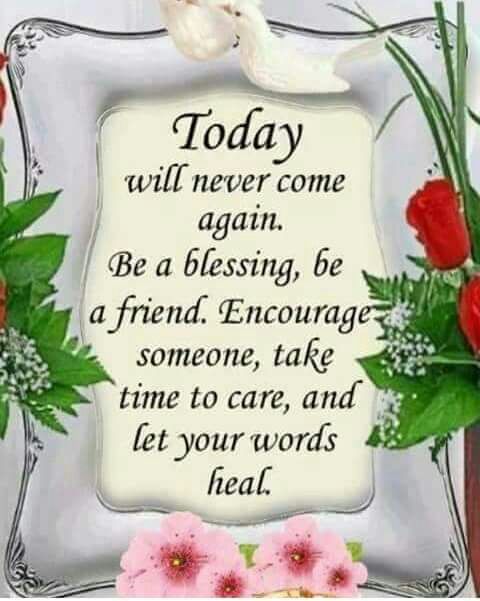 Today
will never come
again.
Be a blessing, be
a friend. Encourage
someone, take
time to care, and
let your words
heal.